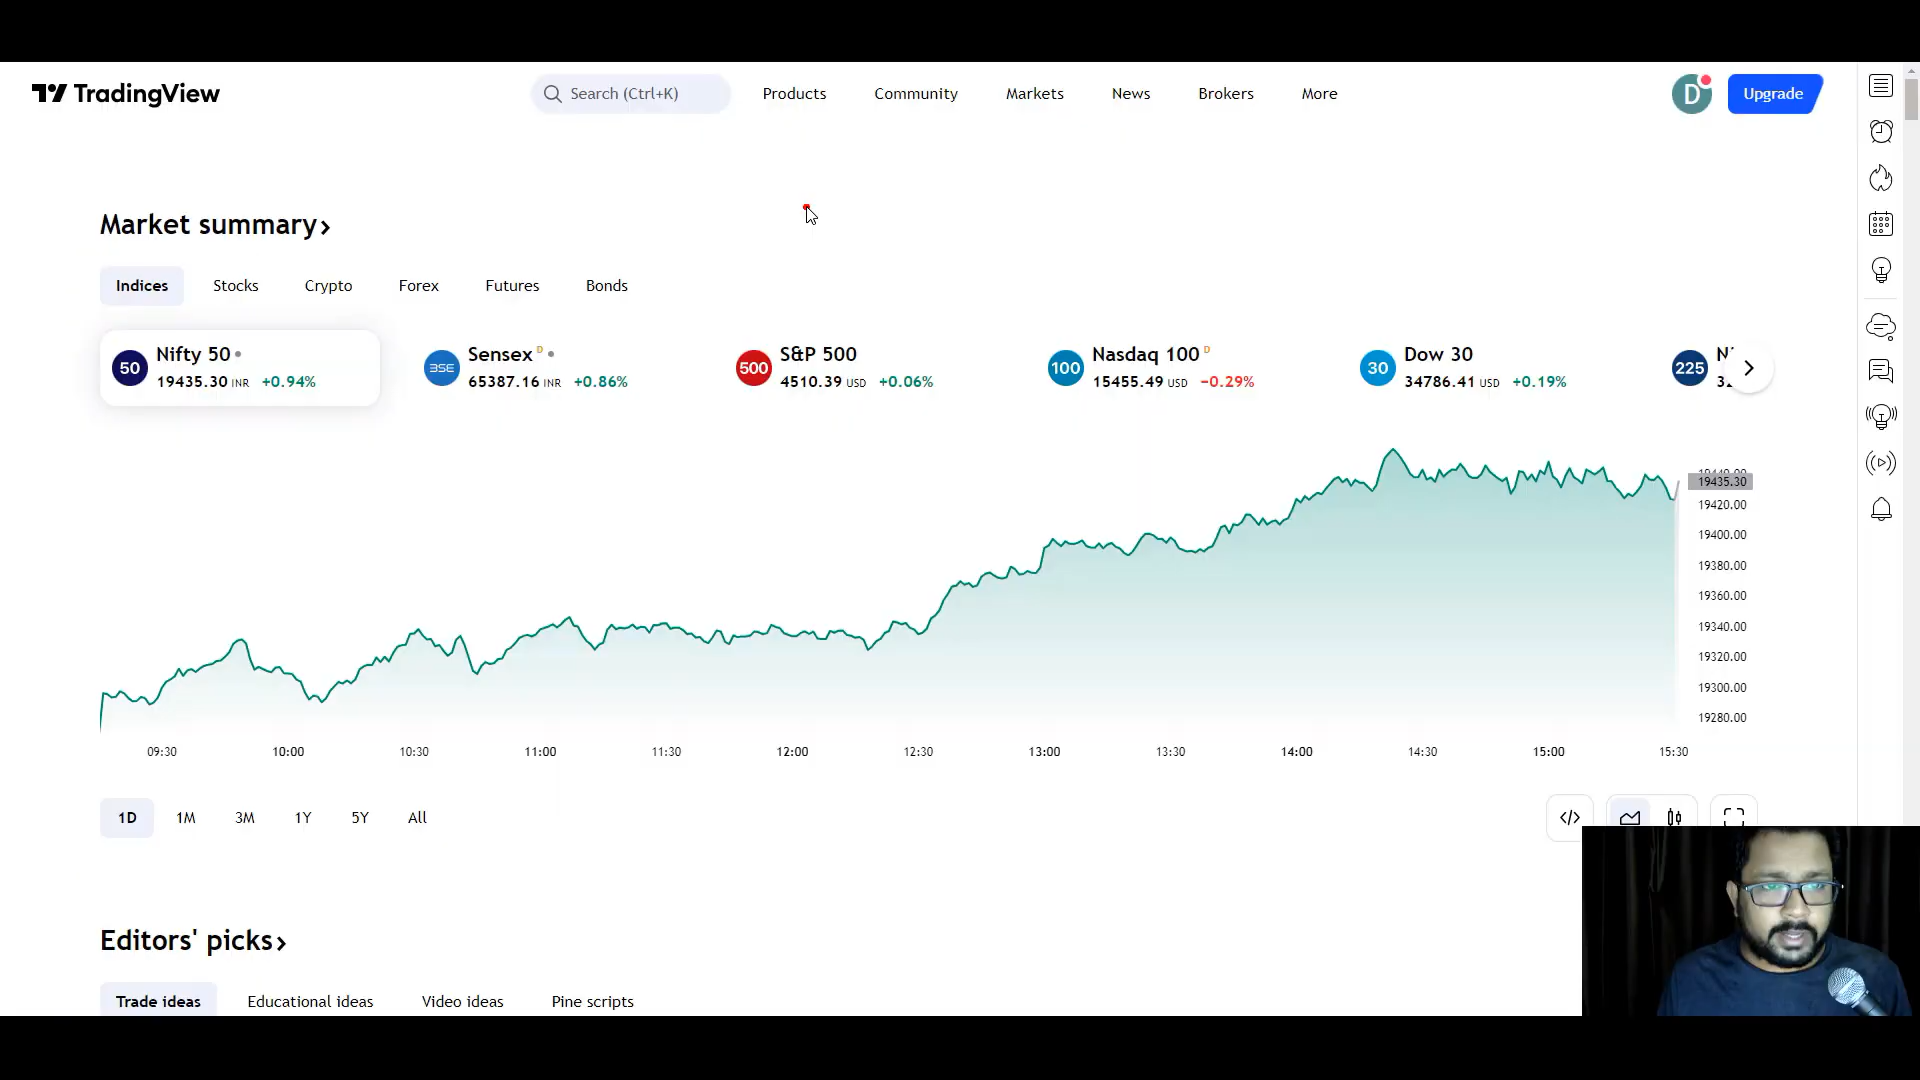 TradingView
Search (Ctrl+K)
Products
Community
Markets
News
Brokers
More
D
Upgrade
Market summary
Indices
Stocks
Crypto
Forex
Futures
Bonds
50
Nifty 50
19435.30 INR +0.94%
BSE
Sensex D
65387.16 INR +0.86%
500
S&P 500
4510.39 USD +0.06%
100
Nasdaq 100 D
15455.49 USD −0.29%
30
Dow 30
34786.41 USD +0.19%
225
19435.30
19420.00
19400.00
19380.00
19360.00
19340.00
19320.00
19300.00
19280.00
09:30 10:00 10:30 11:00 11:30 12:00 12:30 13:00 13:30 14:00 14:30 15:00 15:30
1D 1M 3M 1Y 5Y All
Editors' picks
Trade ideas
Educational ideas
Video ideas
Pine scripts